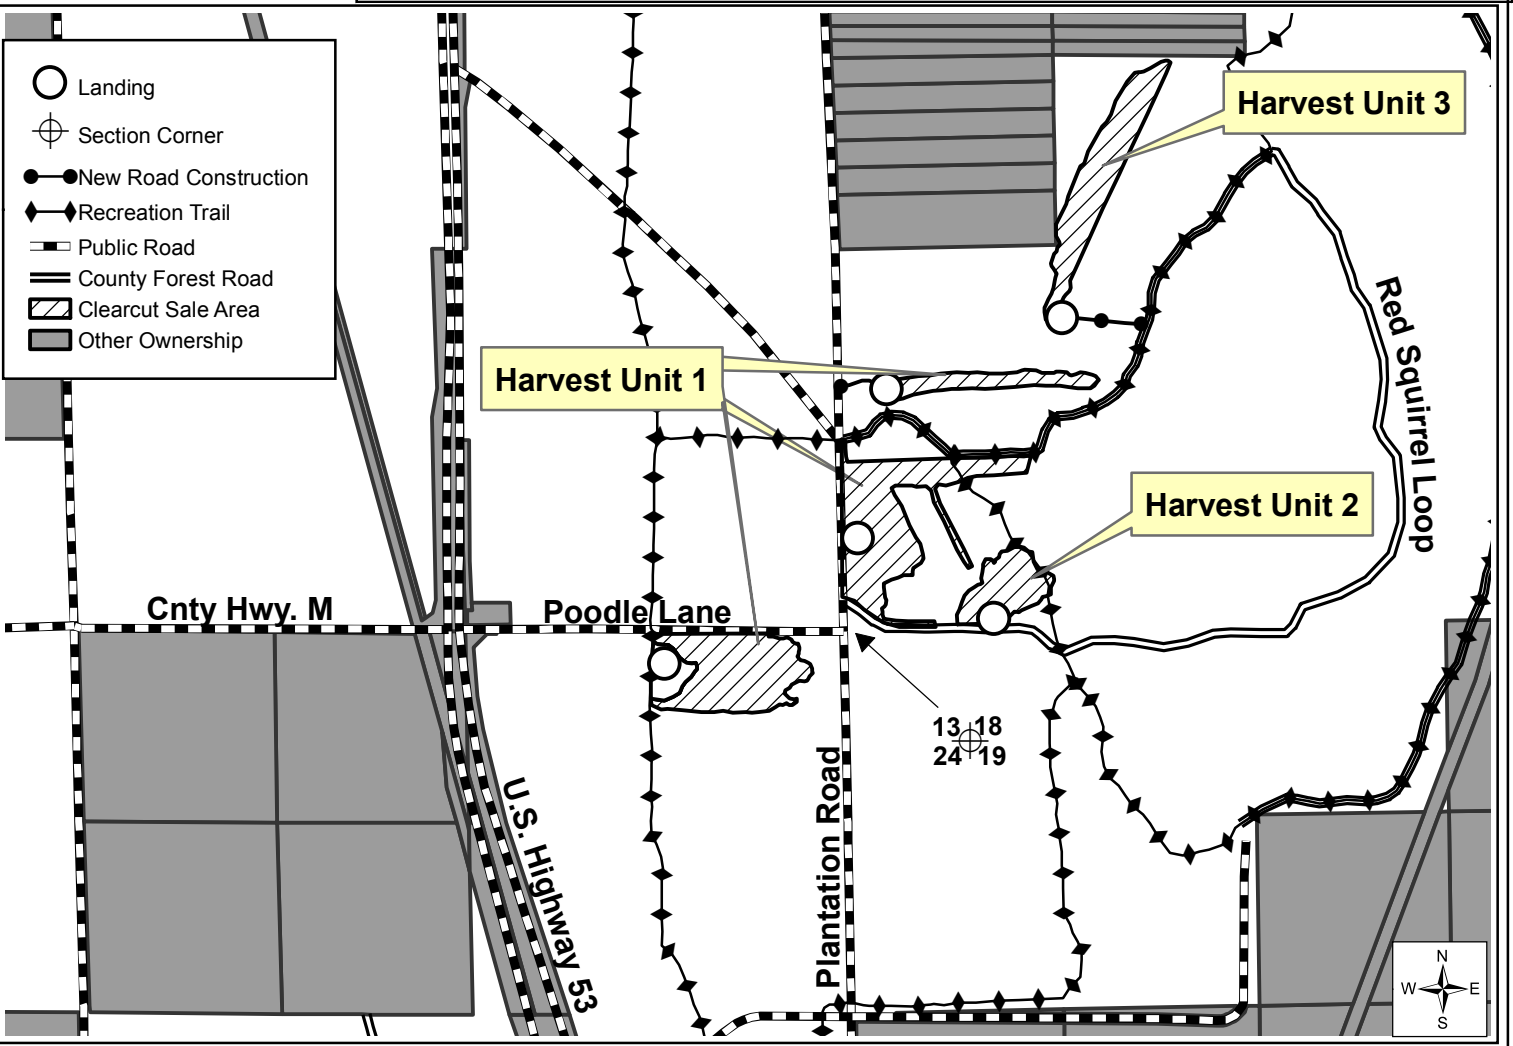 Landing
Section Corner
New Road Construction
Recreation Trail
Public Road
County Forest Road
Clearcut Sale Area
Other Ownership
Harvest Unit 3
Harvest Unit 1
Red Squirrel Loop
Harvest Unit 2
Cnty Hwy. M
Poodle Lane
13 18
24 19
U.S. Highway 53
Plantation Road
N
W E
S